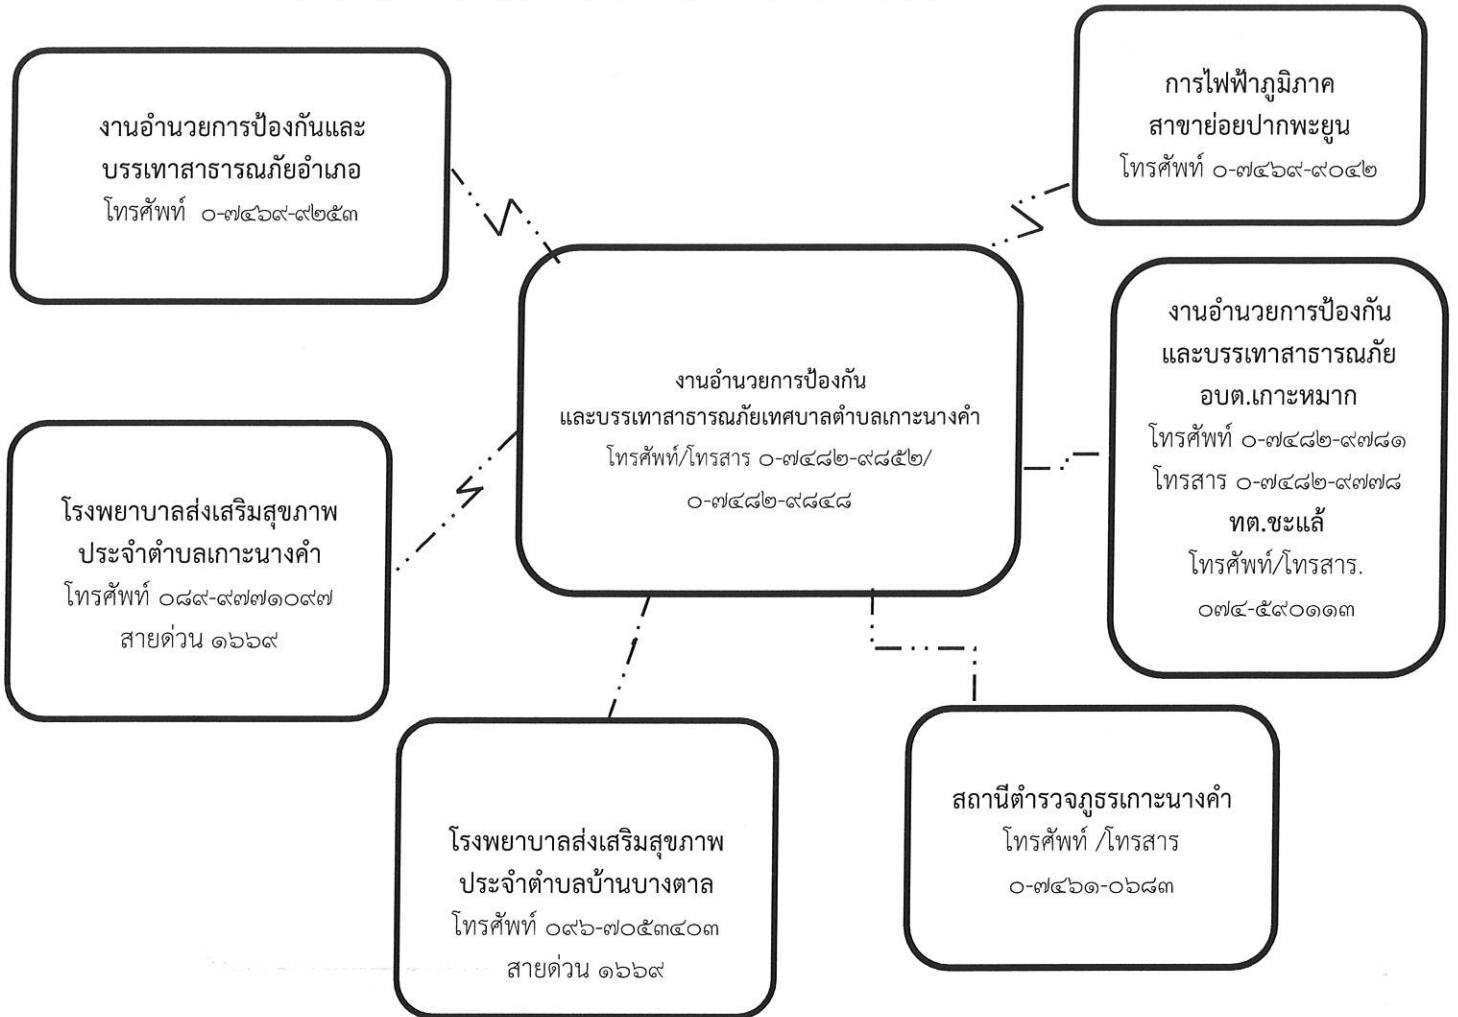 งานอำนวยการป้องกันและ
บรรเทาสาธารณภัยอำเภอ
โทรศัพท์ ๐-๗๔๖๙-๙๒๕๓
การไฟฟ้าภูมิภาค
สาขาย่อยปากพะยูน
โทรศัพท์ ๐-๗๔๖๙-๙๐๔๒
งานอำนวยการป้องกัน
และบรรเทาสาธารณภัยเทศบาลตำบลเกาะนางคำ
โทรศัพท์/โทรสาร ๐-๗๔๘๒-๙๘๕๒/
๐-๗๔๘๒-๙๘๔๘
งานอำนวยการป้องกัน
และบรรเทาสาธารณภัย
อบต.เกาะหมาก
โทรศัพท์ ๐-๗๔๘๒-๙๗๘๑
โทรสาร ๐-๗๔๘๒-๙๗๗๘
ทต.ชะแล้
โทรศัพท์/โทรสาร.
๐๗๔-๕๙๐๑๑๓
โรงพยาบาลส่งเสริมสุขภาพ
ประจำตำบลเกาะนางคำ
โทรศัพท์ ๐๘๙-๙๗๗๑๐๙๗
สายด่วน ๑๖๖๙
โรงพยาบาลส่งเสริมสุขภาพ
ประจำตำบลบ้านบางตาล
โทรศัพท์ ๐๙๖-๗๐๕๓๔๐๓
สายด่วน ๑๖๖๙
สถานีตำรวจภูธรเกาะนางคำ
โทรศัพท์ /โทรสาร
๐-๗๔๖๑-๐๖๘๓